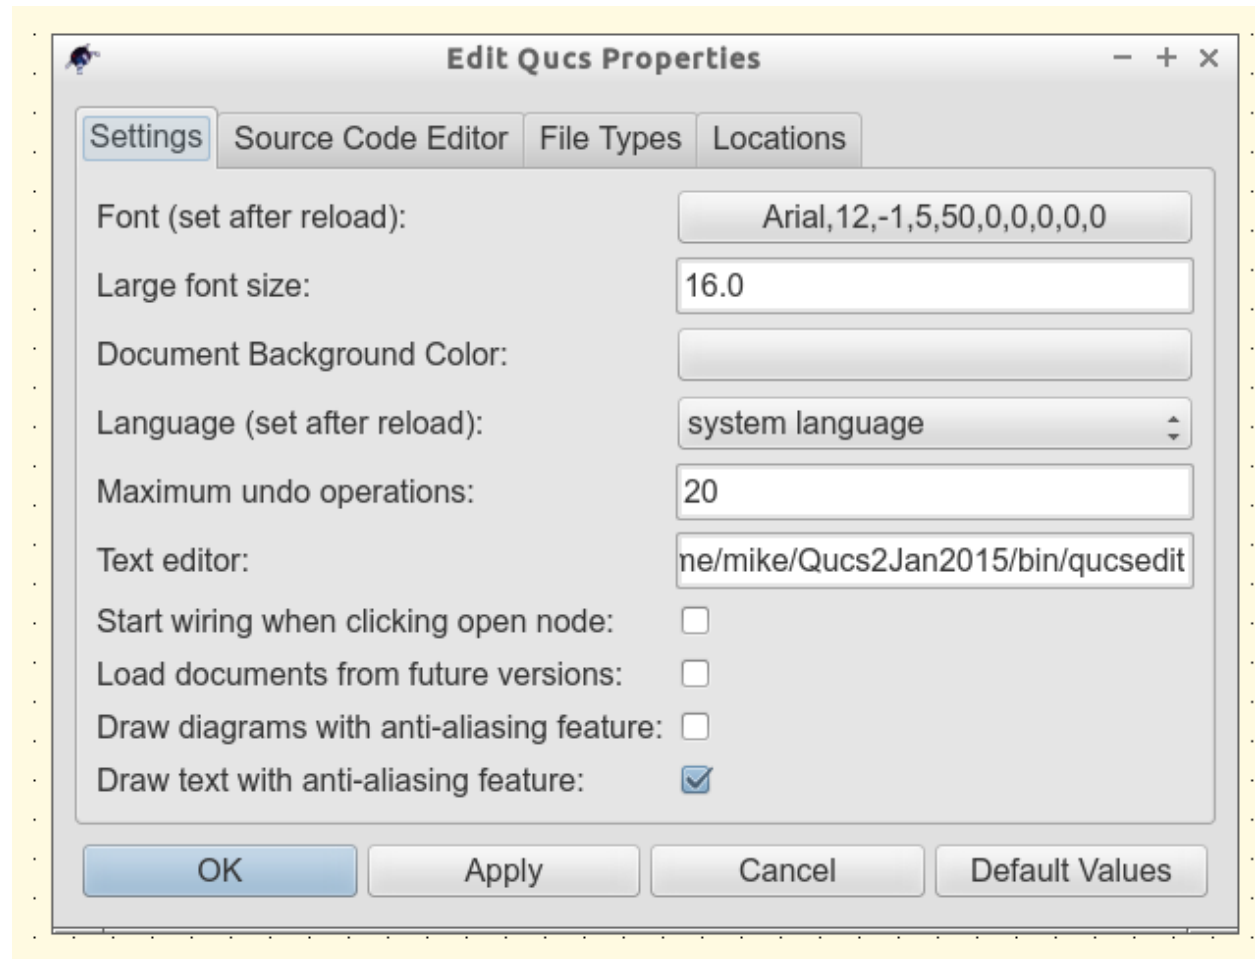 Edit Qucs Properties
Settings Source Code Editor File Types Locations
Font (set after reload): Arial,12,-1,5,50,0,0,0,0,0
Large font size: 16.0
Document Background Color:
Language (set after reload): system language
Maximum undo operations: 20
Text editor: me/mike/Qucs2Jan2015/bin/qucsedit
Start wiring when clicking open node:
Load documents from future versions:
Draw diagrams with anti-aliasing feature:
Draw text with anti-aliasing feature:
OK Apply Cancel Default Values